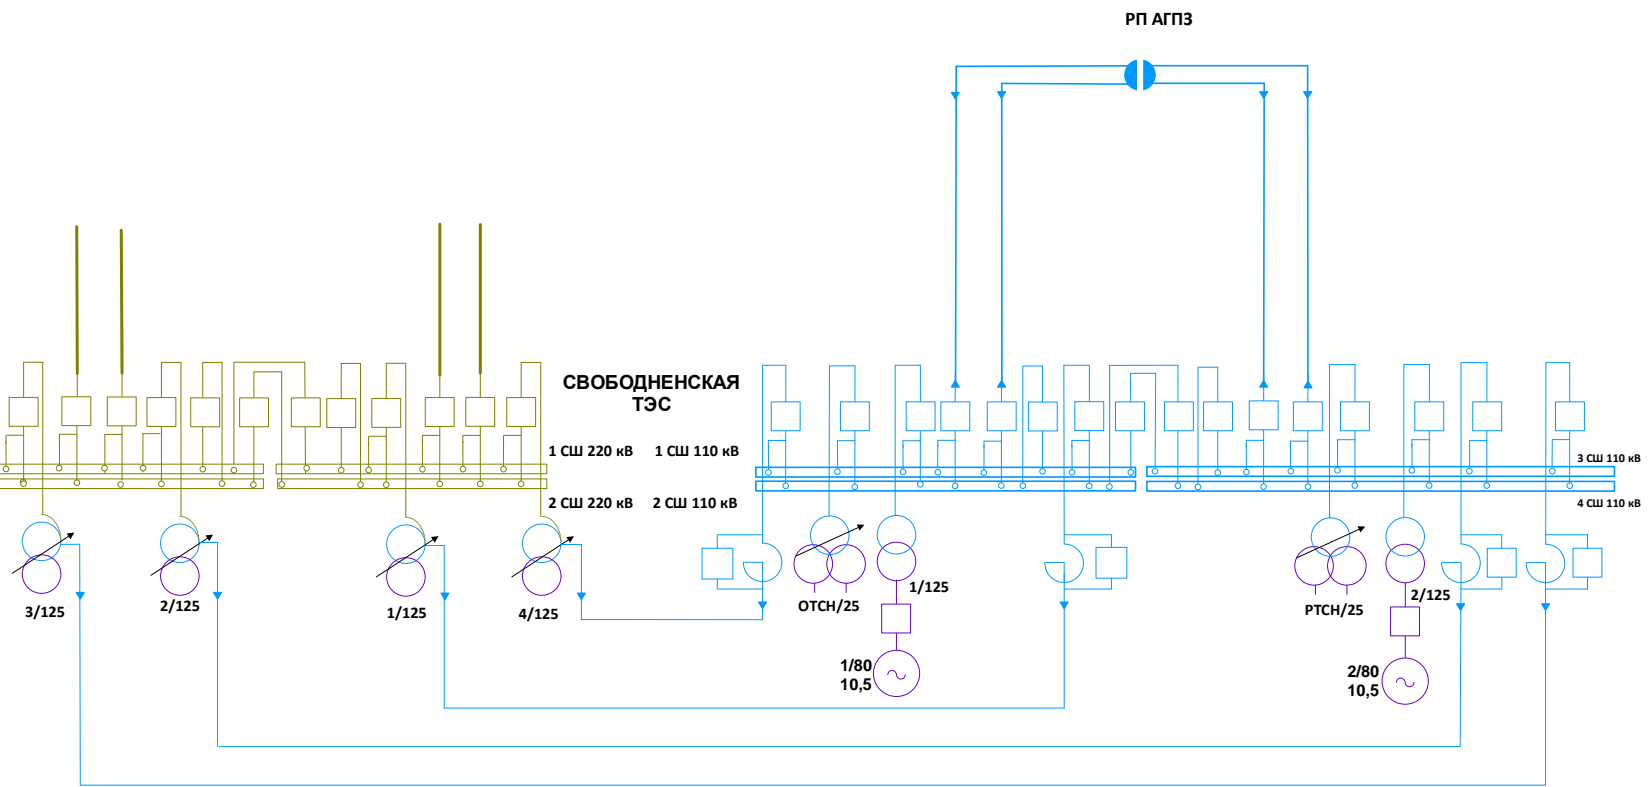 РП АГПЗ
СВОБОДНЕНСКАЯ
ТЭС
1 СШ 220 кВ
1 СШ 110 кВ
3 СШ 110 кВ
2 СШ 220 кВ
2 СШ 110 кВ
4 СШ 110 кВ
3/125
2/125
1/125
4/125
ОТСН/25
1/125
РТСН/25
2/125
1/80
10,5
2/80
10,5